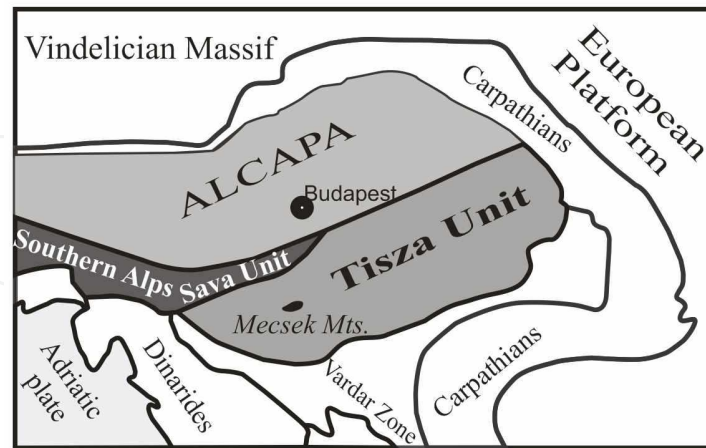 Vindelician Massif
European
Platform
Carpathians
ALCAPA
Budapest
Tisza Unit
Southern Alps Sava Unit
Mecsek Mts.
Adriatic
plate
Dinarides
Vardar Zone
Carpathians